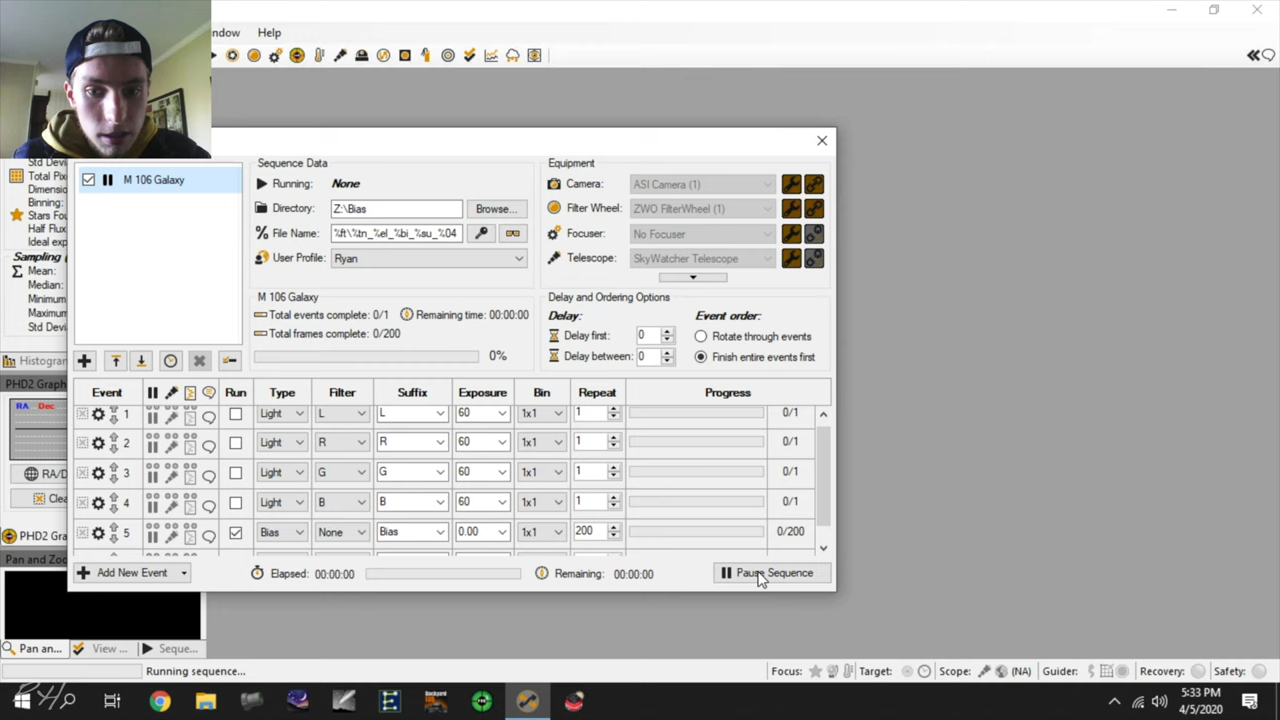 ndow Help
Std Devi
Total Pix
Dimensio
Binning:
Stars Fou
Half Flux
Ideal exp
Sampling (
Mean:
Median:
Minimum
Maximum
Std Devi
Histogram
PHD2 Graph
RA Dec
RA/D
Clea
PHD2 Gra
Pan and Zoo
M 106 Galaxy
Sequence Data
Running: None
Directory: Z:\Bias Browse...
File Name: %ft\%tn_%el_%bi_%su_%04
User Profile: Ryan
Equipment
Camera: ASI Camera (1)
Filter Wheel: ZWO FilterWheel (1)
Focuser: No Focuser
Telescope: SkyWatcher Telescope
M 106 Galaxy
Total events complete: 0/1 Remaining time: 00:00:00
Total frames complete: 0/200
0%
Delay and Ordering Options
Delay: Event order:
Delay first: 0 Rotate through events
Delay between: 0 Finish entire events first
Event Run Type Filter Suffix Exposure Bin Repeat Progress
1 Light L L 60 1x1 1 0/1
2 Light R R 60 1x1 1 0/1
3 Light G G 60 1x1 1 0/1
4 Light B B 60 1x1 1 0/1
5 Bias None Bias 0.00 1x1 200 0/200
Add New Event Elapsed: 00:00:00 Remaining: 00:00:00 Pause Sequence
Pan an... View ... Seque...
Running sequence... Focus: Target: Scope: (NA) Guider: Recovery: Safety:
5:33 PM
4/5/2020